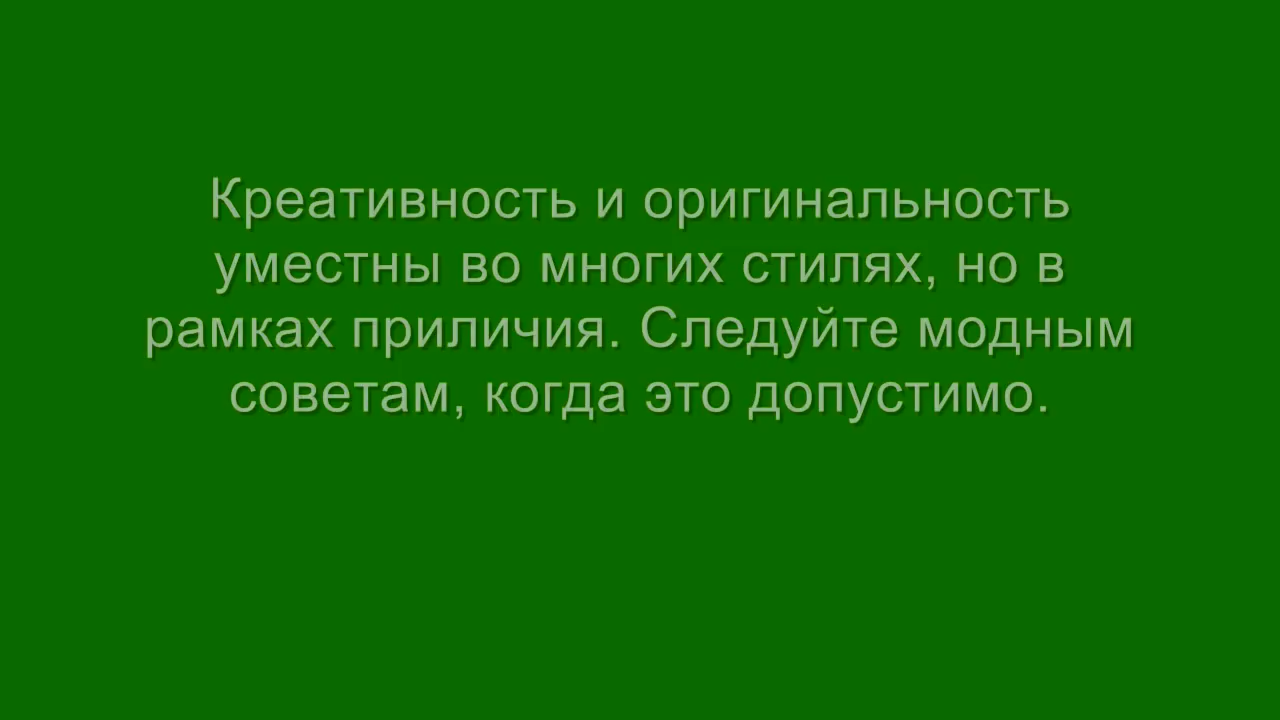 Креативность и оригинальность
уместны во многих стилях, но в
рамках приличия. Следуйте модным
советам, когда это допустимо.